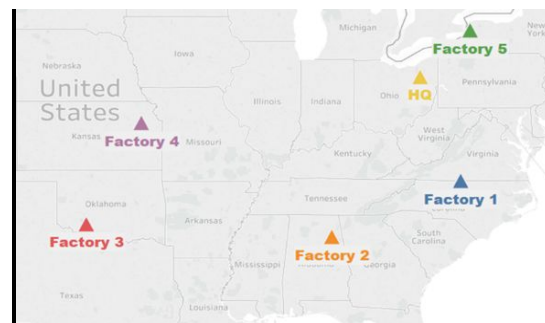 Michigan
New
York
Factory 5
Iowa
Nebraska
United
States
HQ
Pennsylvania
Illinois
Indiana
Ohio
Kansas
Factory 4
Missouri
West
Virginia
Virginia
Kentucky
Factory 1
Tennessee
Oklahoma
Arkansas
Factory 3
South
Carolina
Factory 2
Mississippi
Georgia
Texas
Louisiana